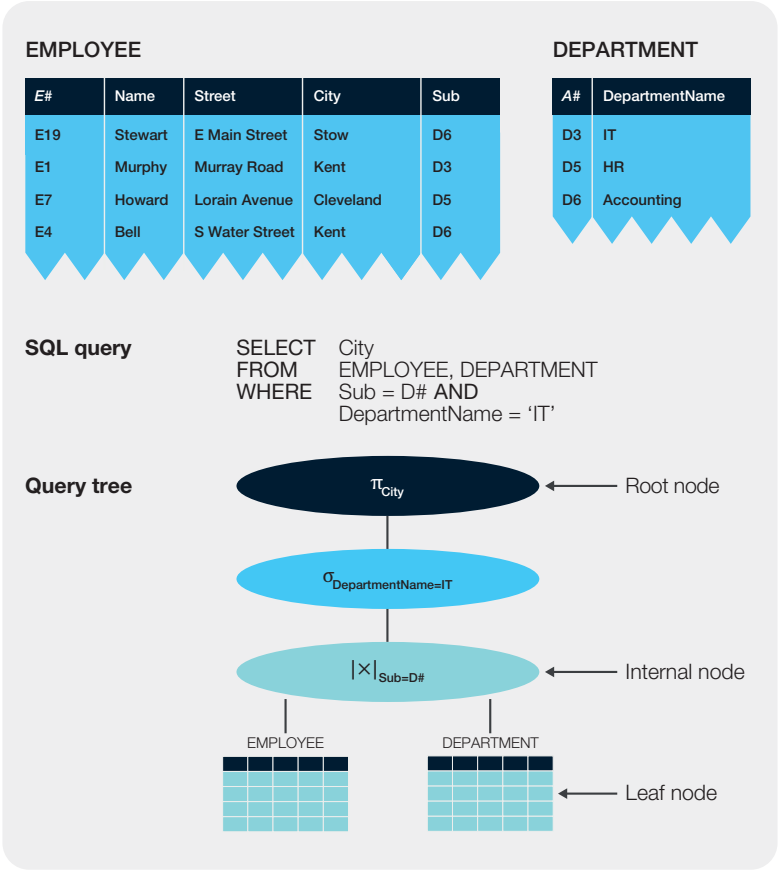 EMPLOYEE
DEPARTMENT
E# Name Street City Sub
E19 Stewart E Main Street Stow D6
E1 Murphy Murray Road Kent D3
E7 Howard Lorain Avenue Cleveland D5
E4 Bell S Water Street Kent D6
A# DepartmentName
D3 IT
D5 HR
D6 Accounting
SQL query
SELECT City
FROM EMPLOYEE, DEPARTMENT
WHERE Sub = D# AND
DepartmentName = ‘IT’
Query tree
πCity
Root node
σDepartmentName=IT
|×|Sub=D#
Internal node
EMPLOYEE
DEPARTMENT
Leaf node